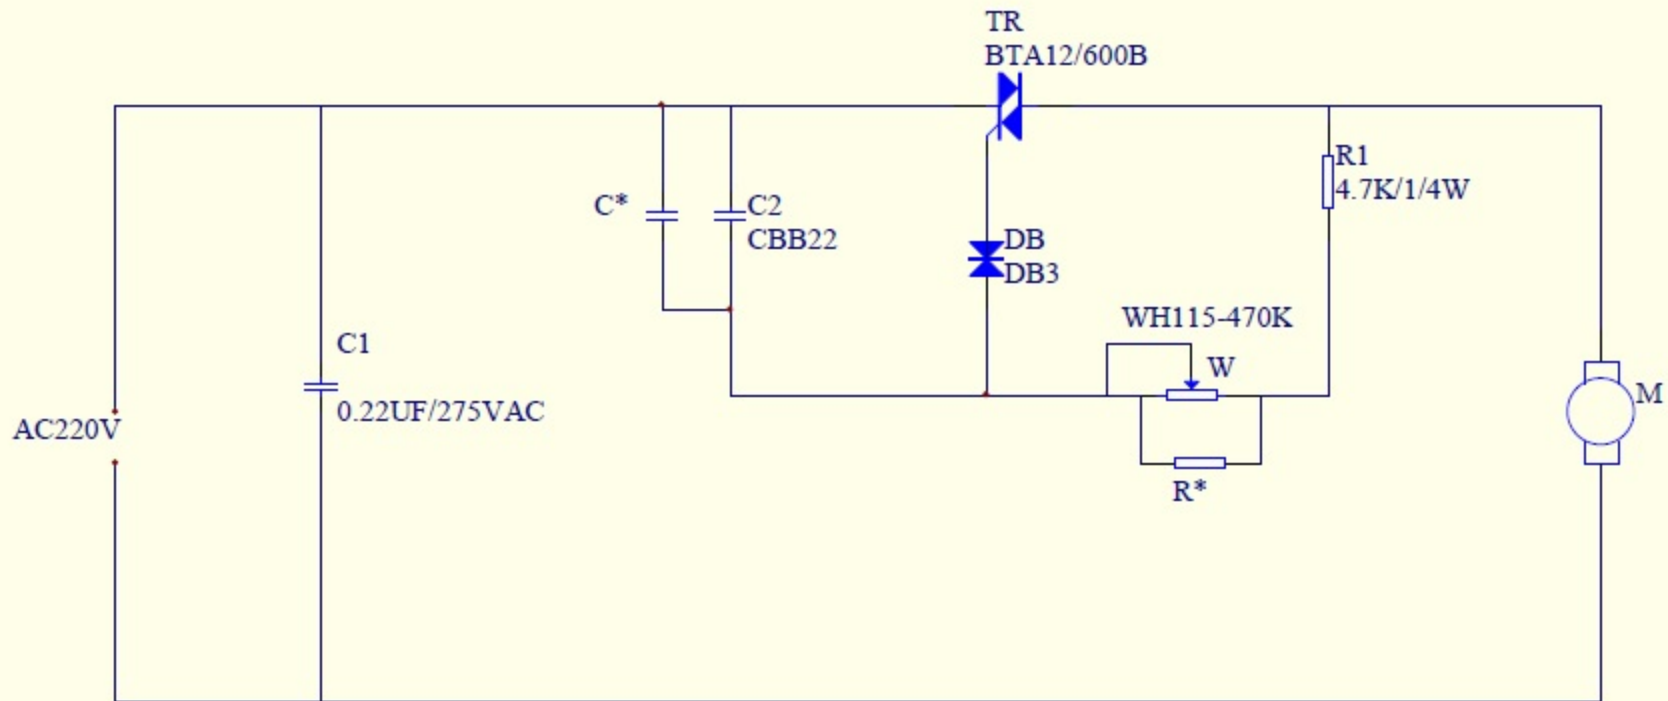 TR
BTA12/600B
R1
4.7K/1/4W
C*
C2
CBB22
DB
DB3
WH115-470K
W
C1
0.22UF/275VAC
AC220V
M
R*